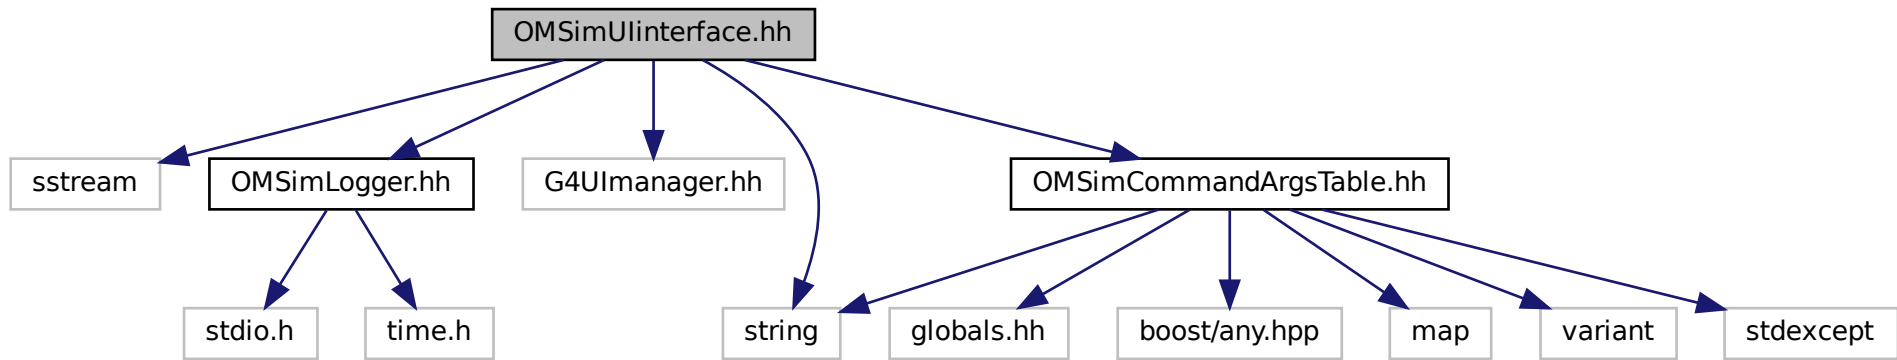 OMSimUIinterface.hh
sstream
OMSimLogger.hh
G4UImanager.hh
OMSimCommandArgsTable.hh
stdio.h
time.h
string
globals.hh
boost/any.hpp
map
variant
stdexcept